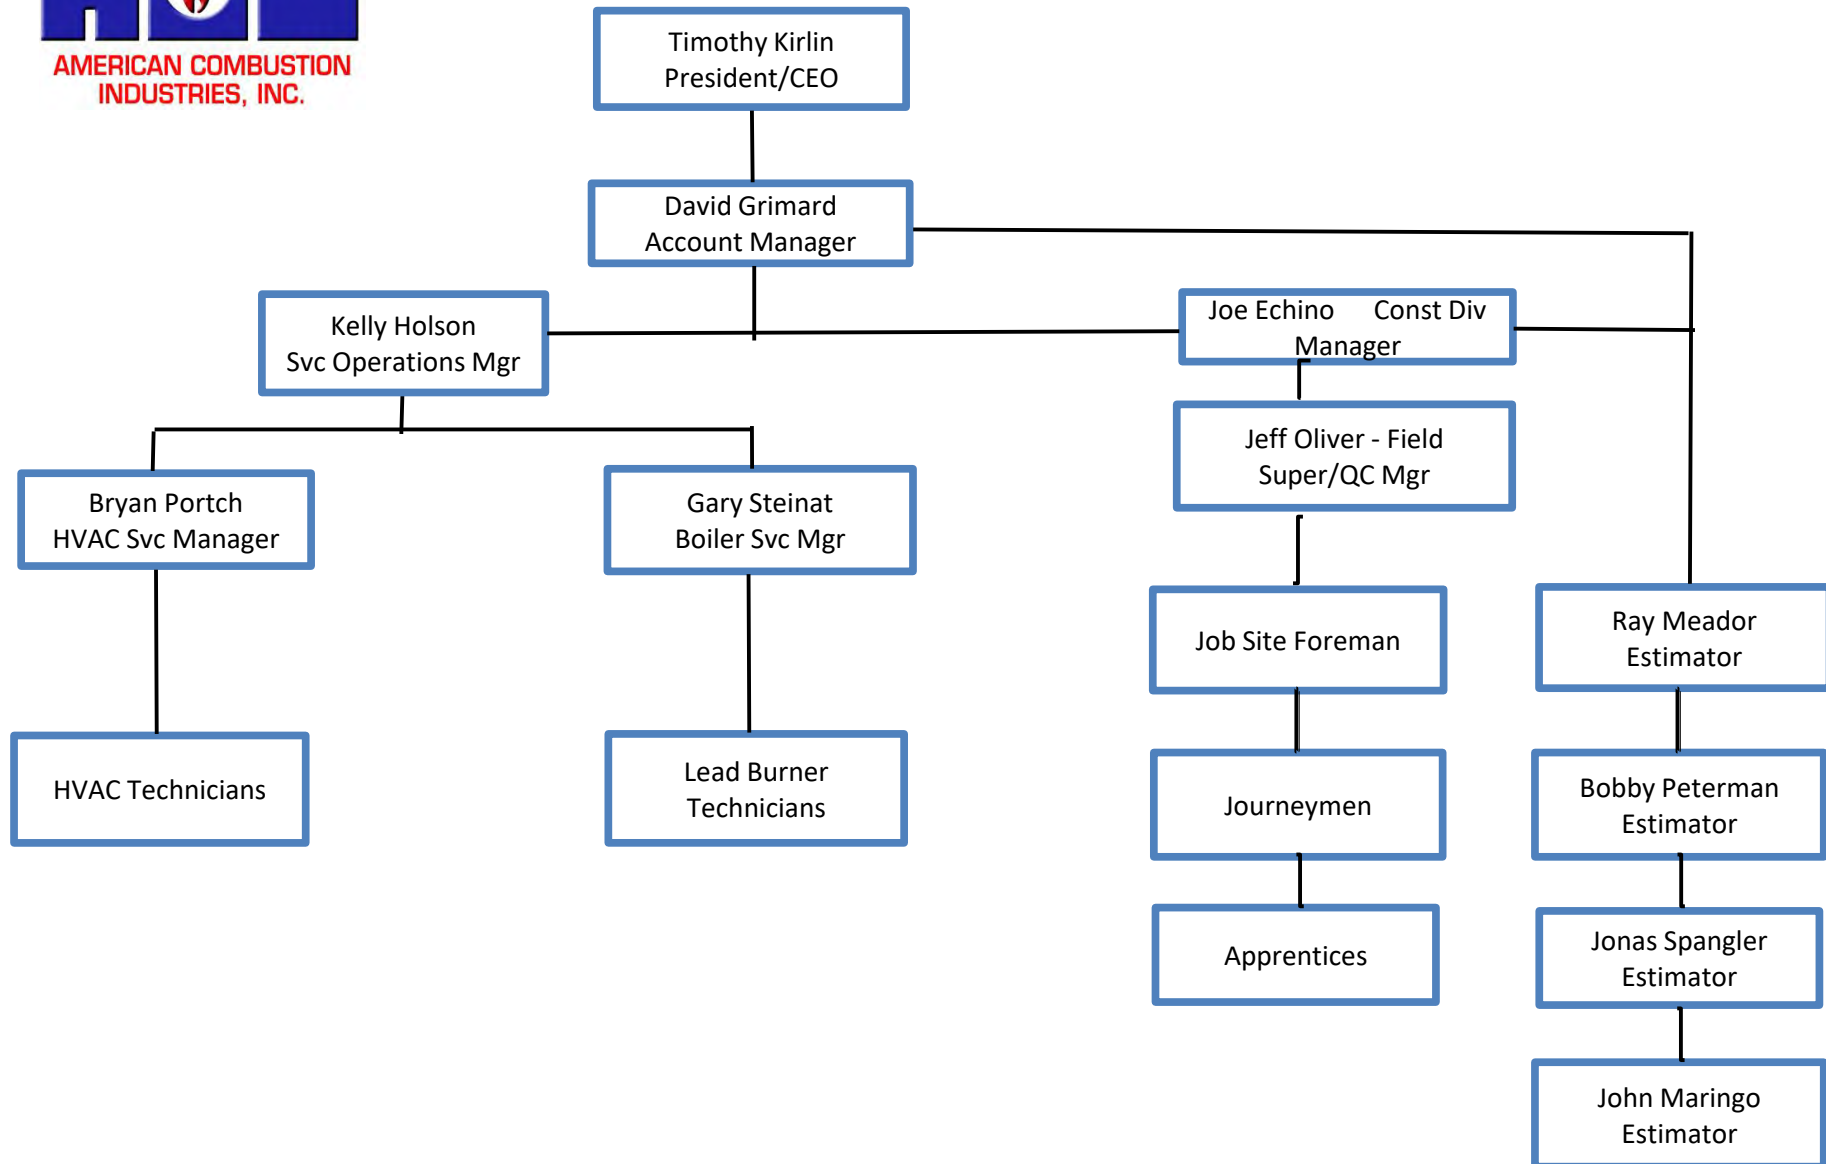 AMERICAN COMBUSTION
INDUSTRIES, INC.
Timothy Kirlin
President/CEO
David Grimard
Account Manager
Kelly Holson
Svc Operations Mgr
Joe Echino Const Div
Manager
Jeff Oliver - Field
Super/QC Mgr
Bryan Portch
HVAC Svc Manager
Gary Steinat
Boiler Svc Mgr
Job Site Foreman
Ray Meador
Estimator
HVAC Technicians
Lead Burner
Technicians
Journeymen
Bobby Peterman
Estimator
Apprentices
Jonas Spangler
Estimator
John Maringo
Estimator